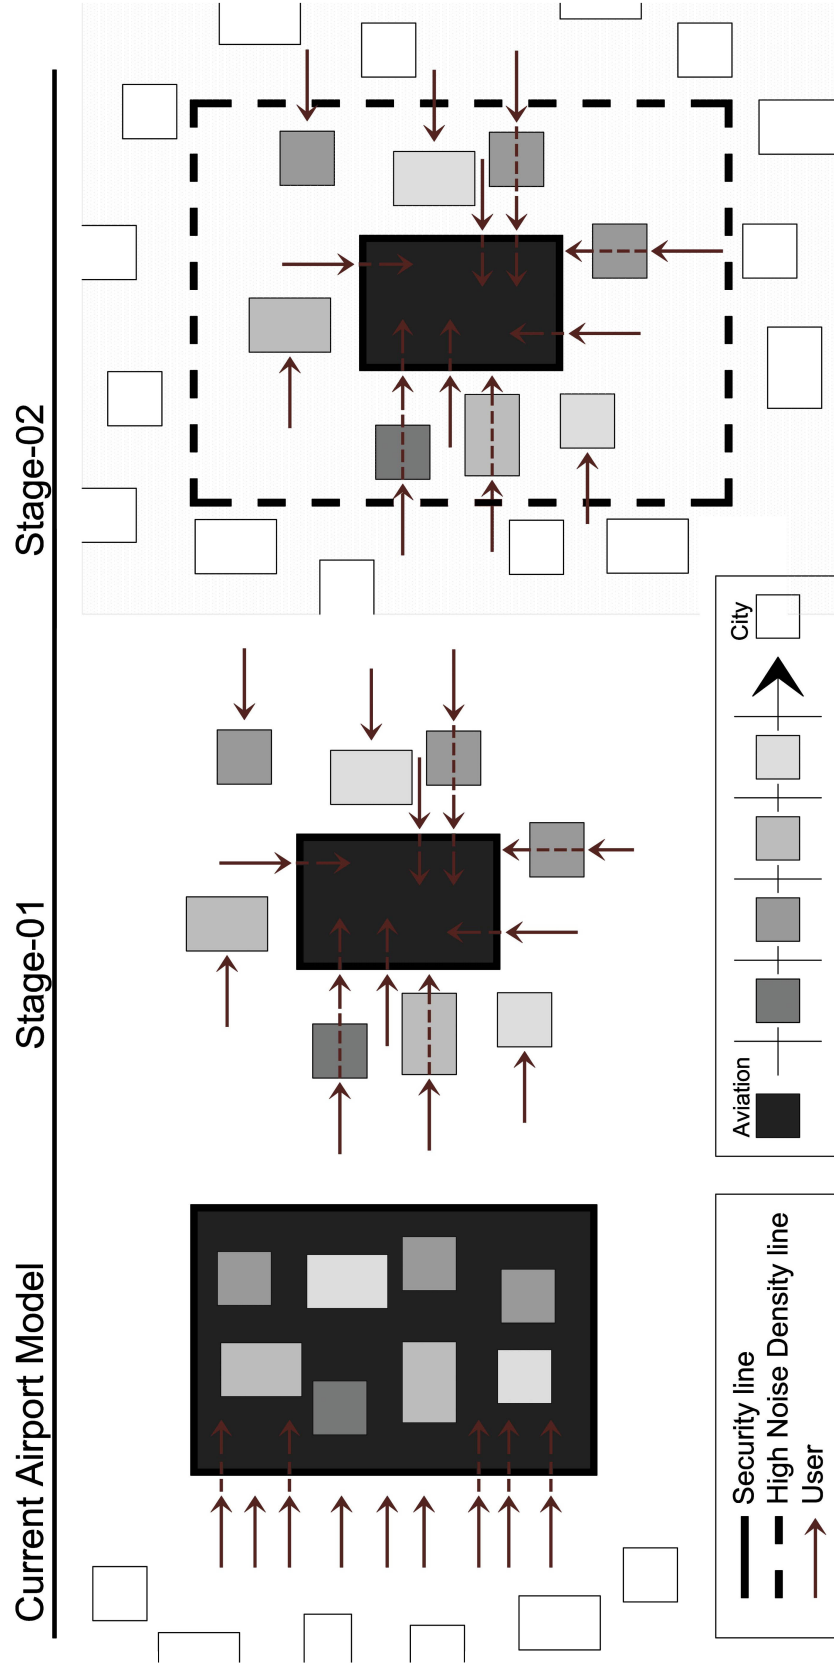 Current Airport Model
Stage-01
Stage-02
Security line
High Noise Density line
User
Aviation
City